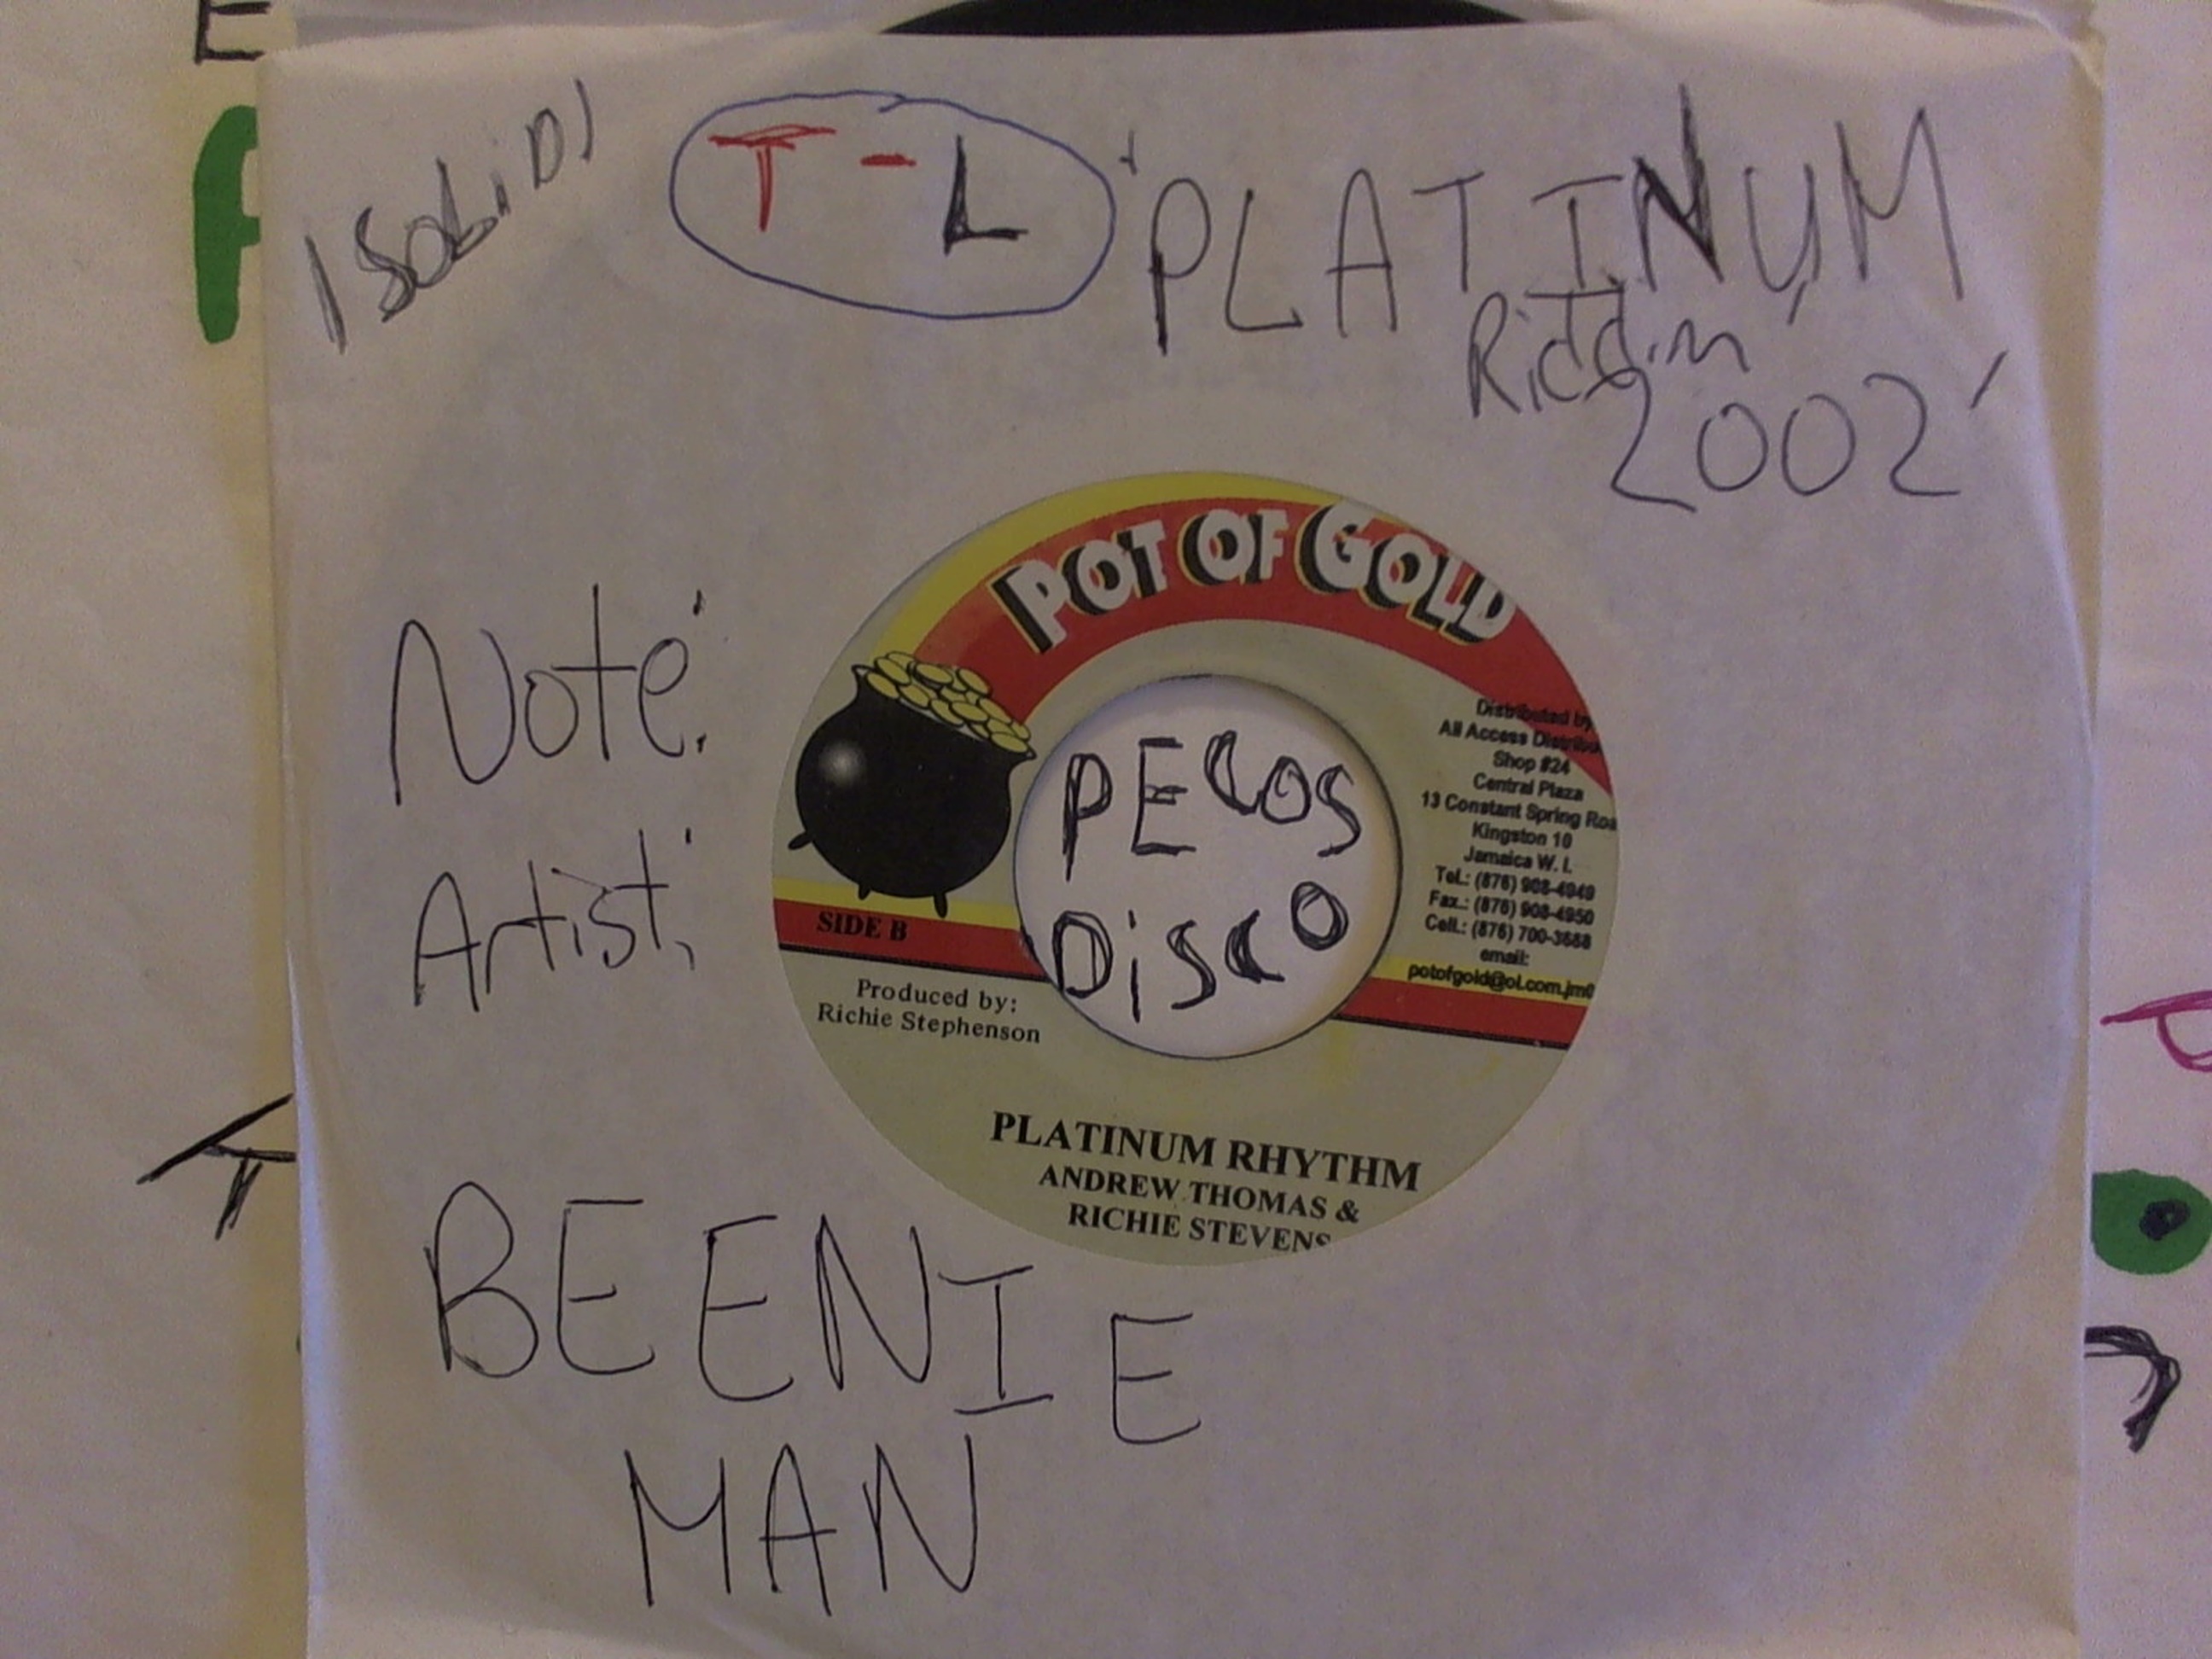 'SOLID'
T-L
'PLATINUM
Riddim
2002'
Note:
Artist:
BEENIE
MAN
POT OF GOLD
PECOS
DISCO
Distributed by
All Access Distribu
Shop #24
Central Plaza
13 Constant Spring Roa
Kingston 10
Jamaica W. I.
Tel.: (876) 908-4949
Fax.: (876) 908-4950
Cell.: (876) 700-3688
email:
potofgold@ol.com.jm
SIDE B
Produced by:
Richie Stephenson
PLATINUM RHYTHM
ANDREW THOMAS &
RICHIE STEVENS